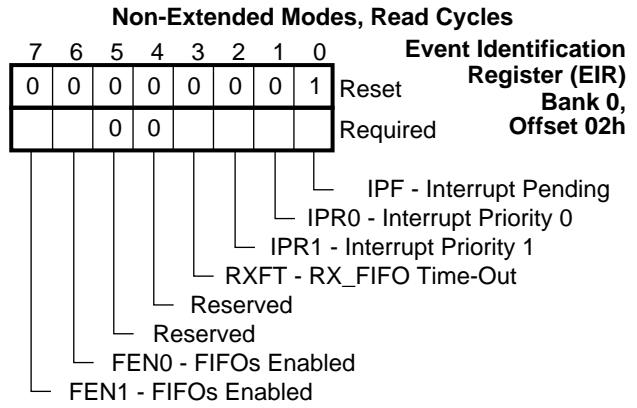 Non-Extended Modes, Read Cycles
7 6 5 4 3 2 1 0
Event Identification
Register (EIR)
Bank 0,
Offset 02h
0 0 0 0 0 0 0 1 Reset
0 0 Required
IPF - Interrupt Pending
IPR0 - Interrupt Priority 0
IPR1 - Interrupt Priority 1
RXFT - RX_FIFO Time-Out
Reserved
Reserved
FEN0 - FIFOs Enabled
FEN1 - FIFOs Enabled